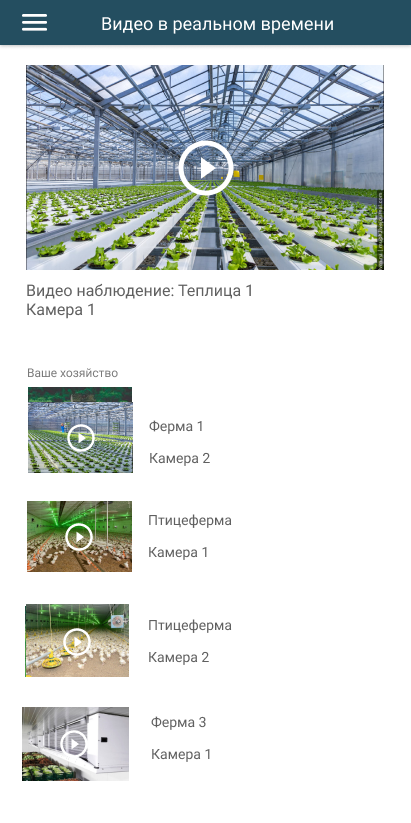 Видео в реальном времени
Видео наблюдение: Теплица 1
Камера 1
Ваше хозяйство
Ферма 1
Камера 2
Птицеферма
Камера 1
Птицеферма
Камера 2
Ферма 3
Камера 1